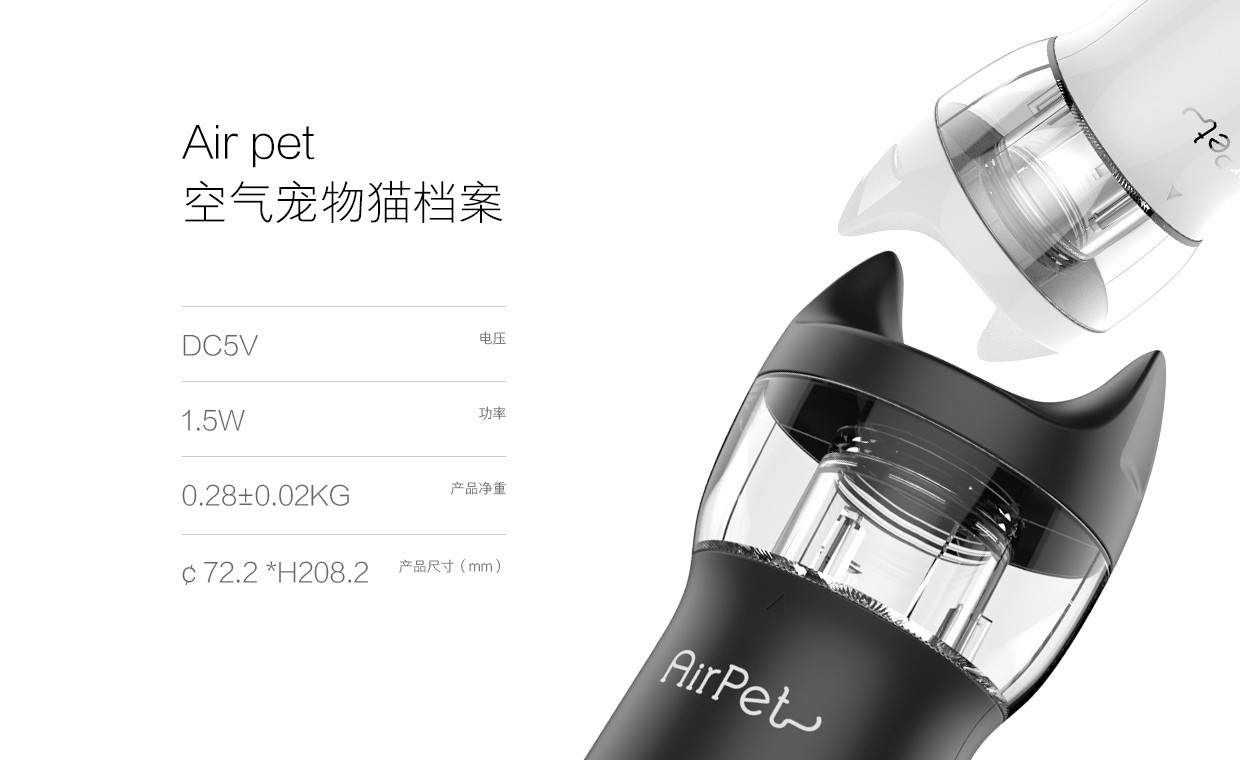 Air pet
空气宠物猫档案
DC5V 电压
1.5W 功率
0.28±0.02KG 产品净重
¢ 72.2 *H208.2 产品尺寸（mm）
AirPet
et